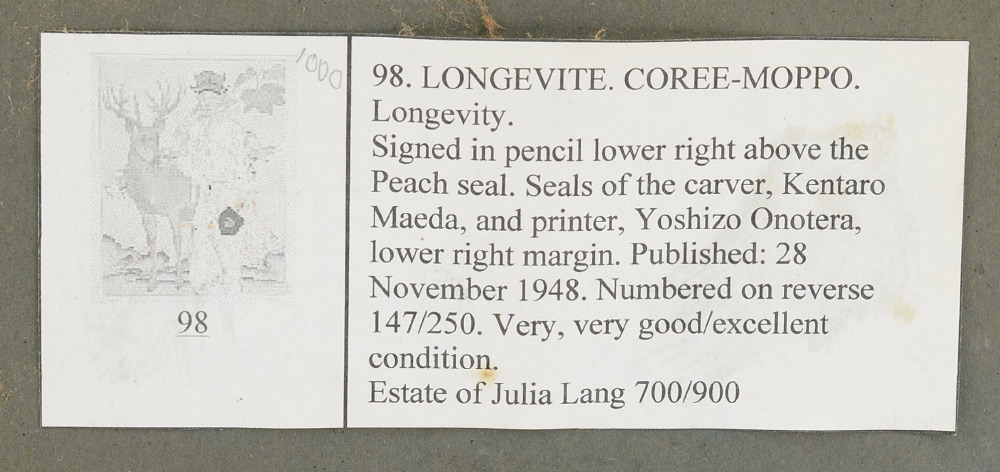 1000
98
98. LONGEVITE. COREE-MOPPO.
Longevity.
Signed in pencil lower right above the
Peach seal. Seals of the carver, Kentaro
Maeda, and printer, Yoshizo Onotera,
lower right margin. Published: 28
November 1948. Numbered on reverse
147/250. Very, very good/excellent
condition.
Estate of Julia Lang 700/900